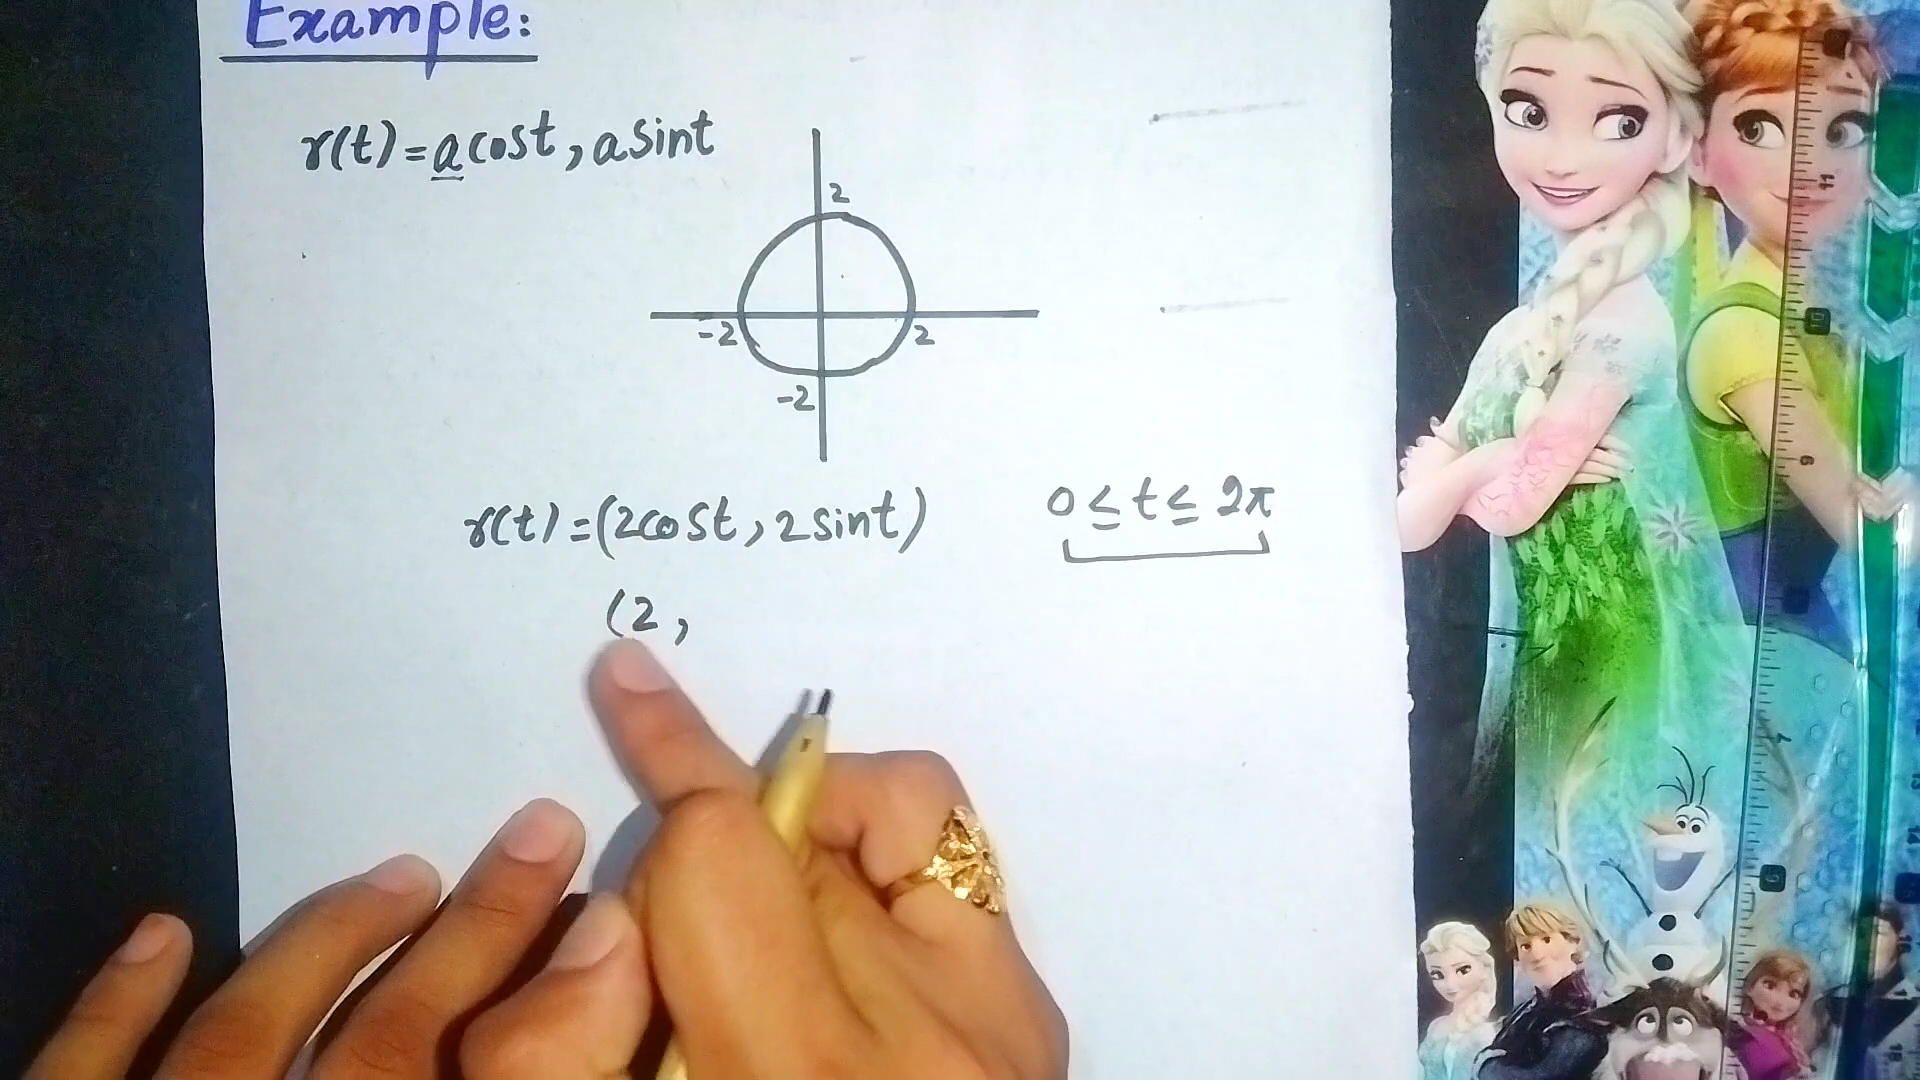 Example:
r(t)=acost, asint
2
-2 2
-2
r(t)=(2cost, 2sint) 0≤t≤2π
(2,